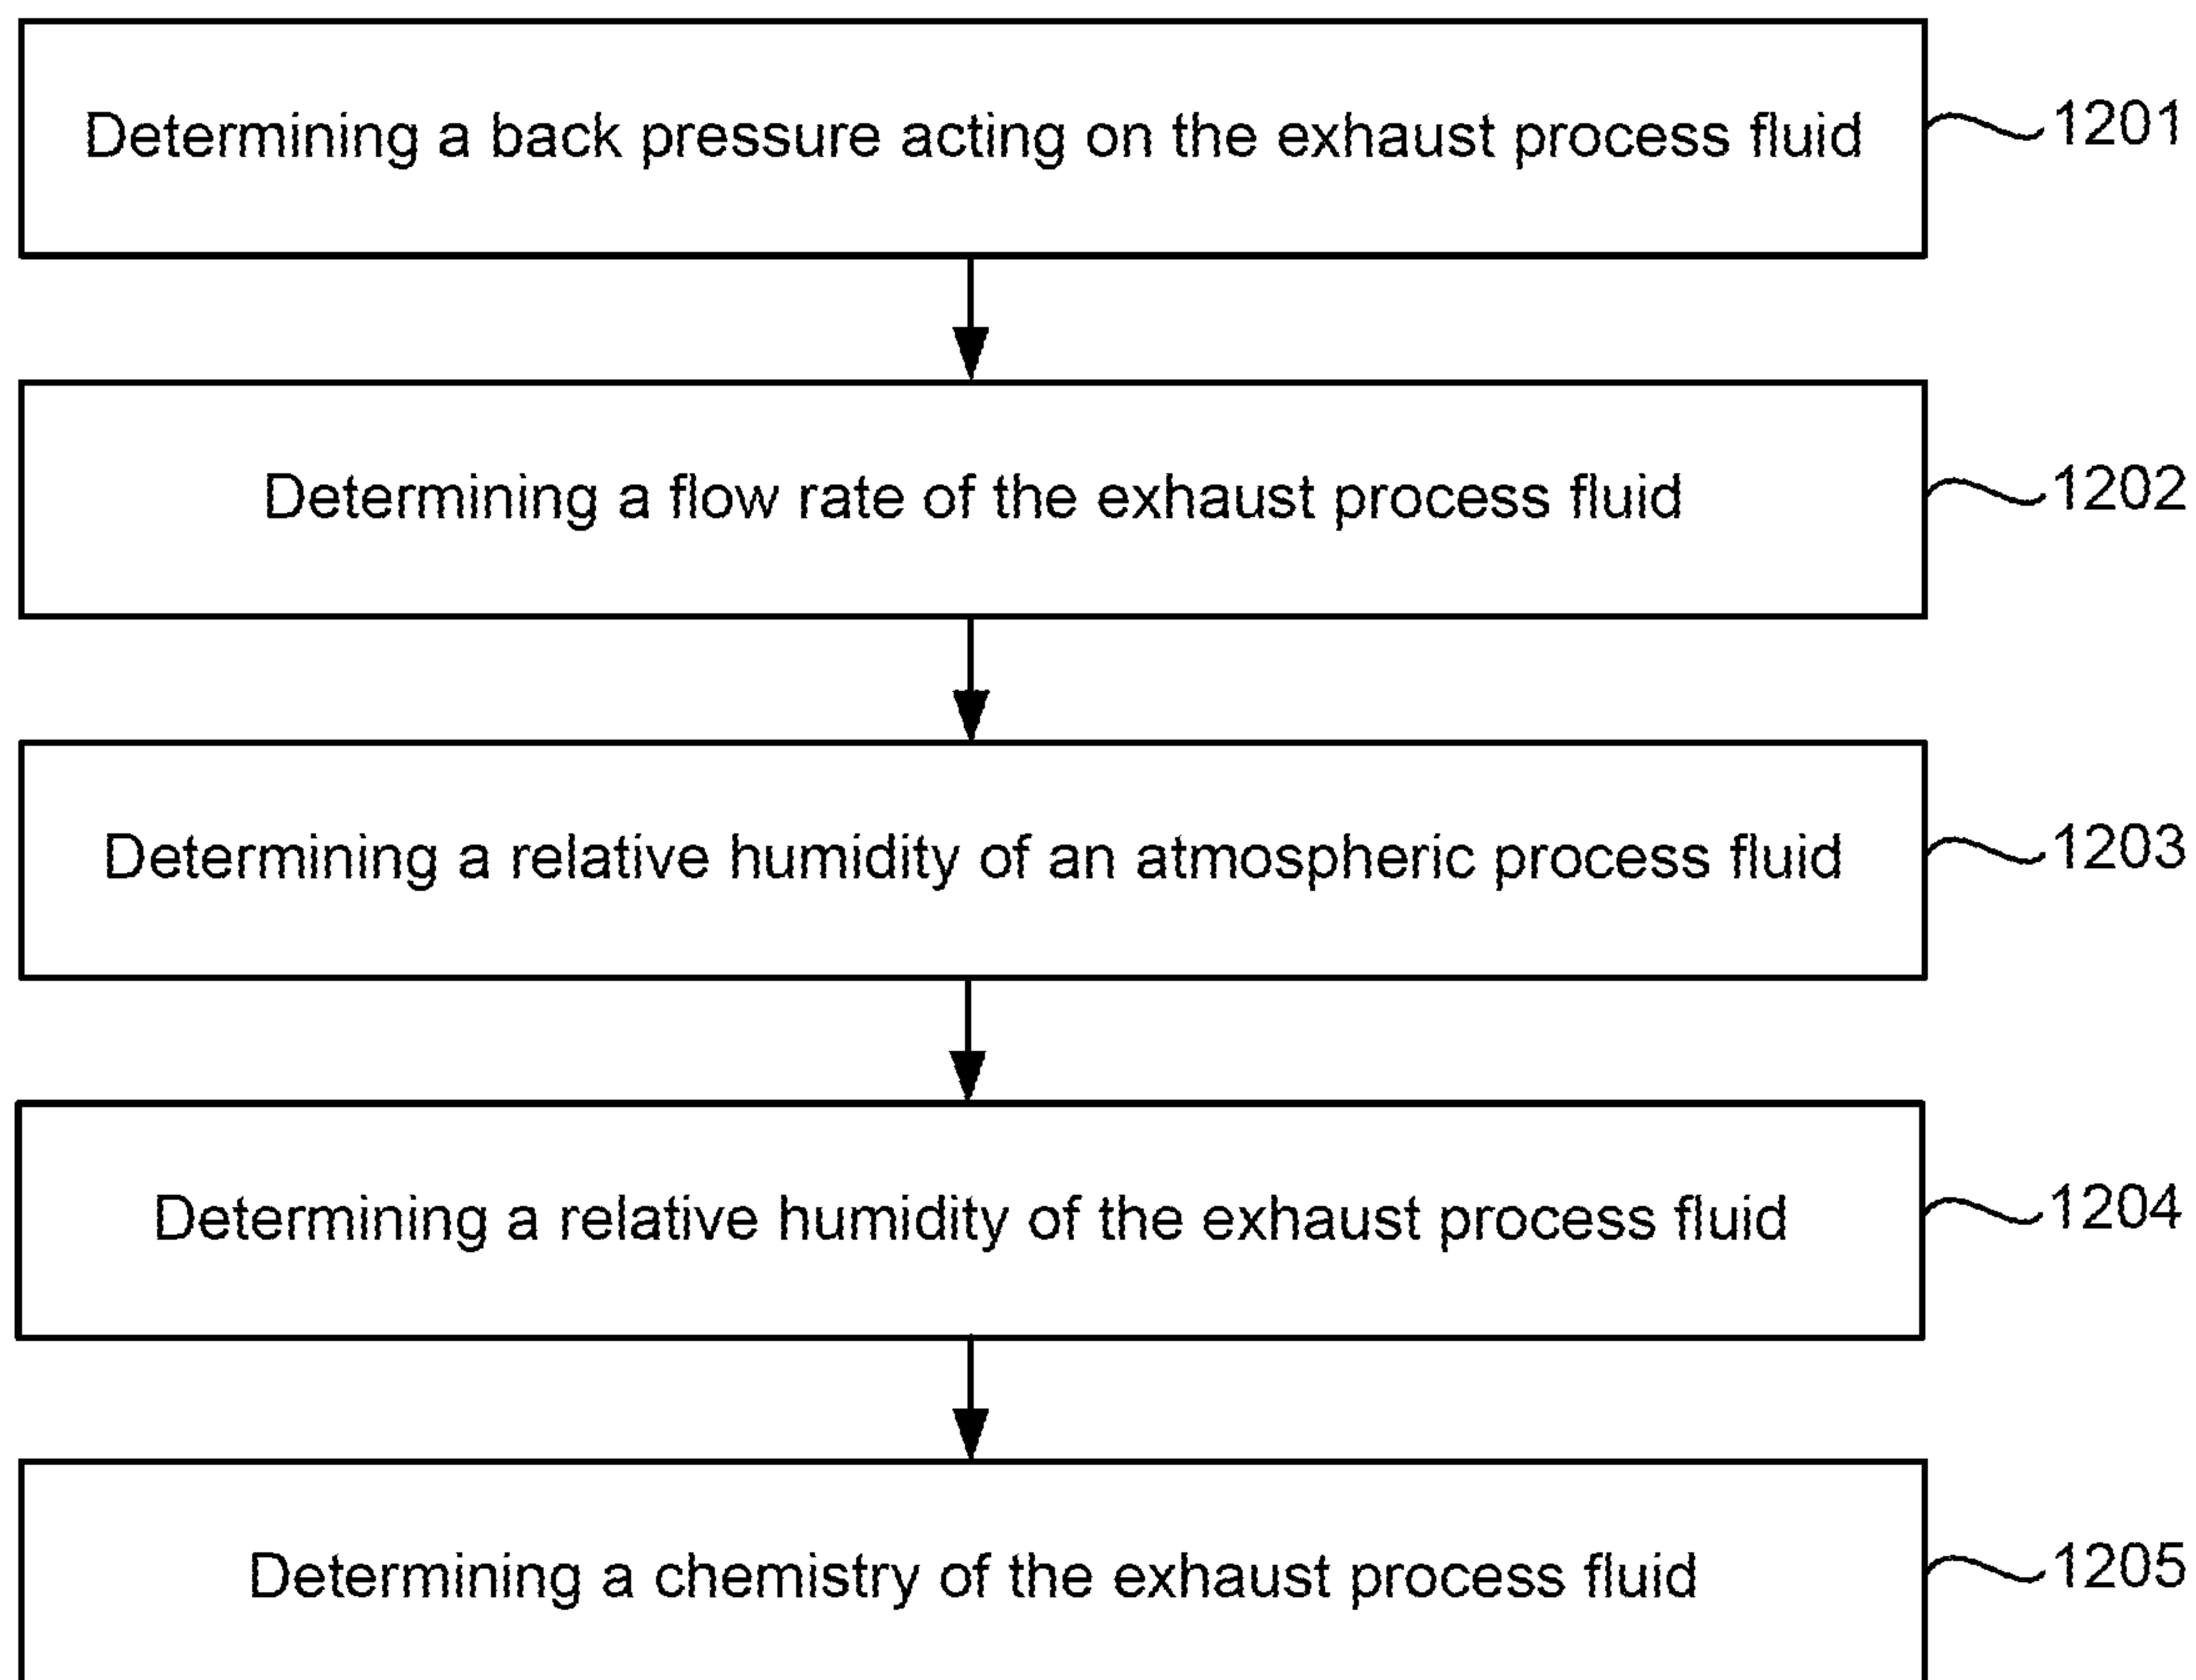 Determining a back pressure acting on the exhaust process fluid 1201
Determining a flow rate of the exhaust process fluid 1202
Determining a relative humidity of an atmospheric process fluid 1203
Determining a relative humidity of the exhaust process fluid 1204
Determining a chemistry of the exhaust process fluid 1205